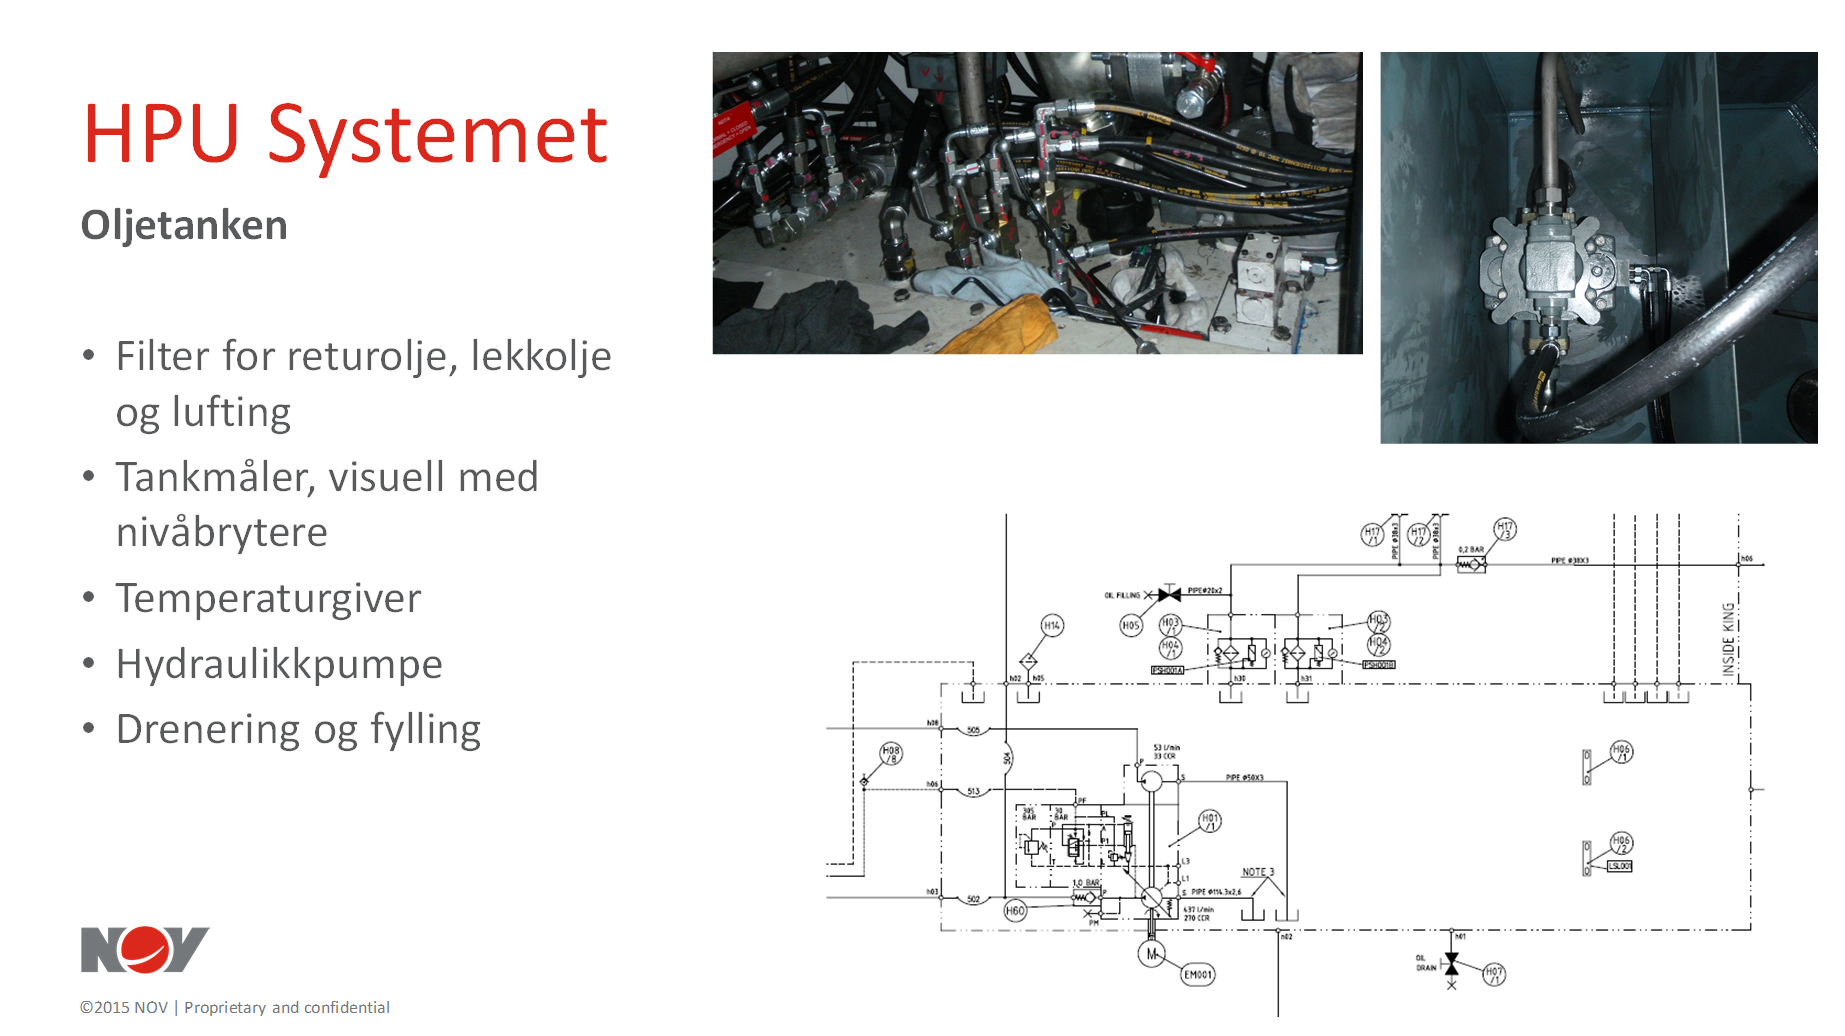 HPU Systemet
Oljetanken
• Filter for returolje, lekkolje
og lufting
• Tankmåler, visuell med
nivåbrytere
• Temperaturgiver
• Hydraulikkpumpe
• Drenering og fylling
NOV
©2015 NOV | Proprietary and confidential
H17
/1
PIPE Ø38x3
H17
/2
PIPE Ø38x3
H17
/3
0,2 BAR
PIPE Ø38X3
h06
OIL FILLING
PIPEØ20x2
H05
H03
/1
H04
/1
PSH001A
H03
/2
H04
/2
PSH001B
INSIDE KING
H14
h02
h05
h30
h31
h08
505
504
53 l/min
33 CCR
P
S
PIPE Ø50X3
H08
/8
h06
513
PF
305
BAR
30
BAR
P
PL
A
P1
T
H01
/1
L3
L1
S
PIPE Ø114.3x2,6
NOTE 3
1,0 BAR
P
h03
502
H60
PM
437 l/min
270 CCR
M
EM001
H06
/1
H06
/2
LSL001
h02
h01
OIL
DRAIN
H07
/1